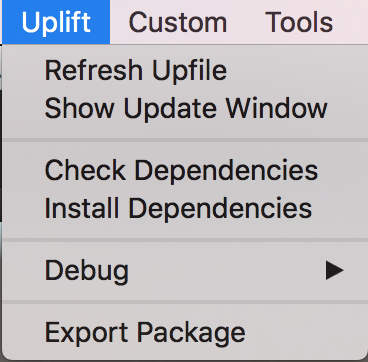 Uplift Custom Tools
Refresh Upfile
Show Update Window
Check Dependencies
Install Dependencies
Debug
Export Package